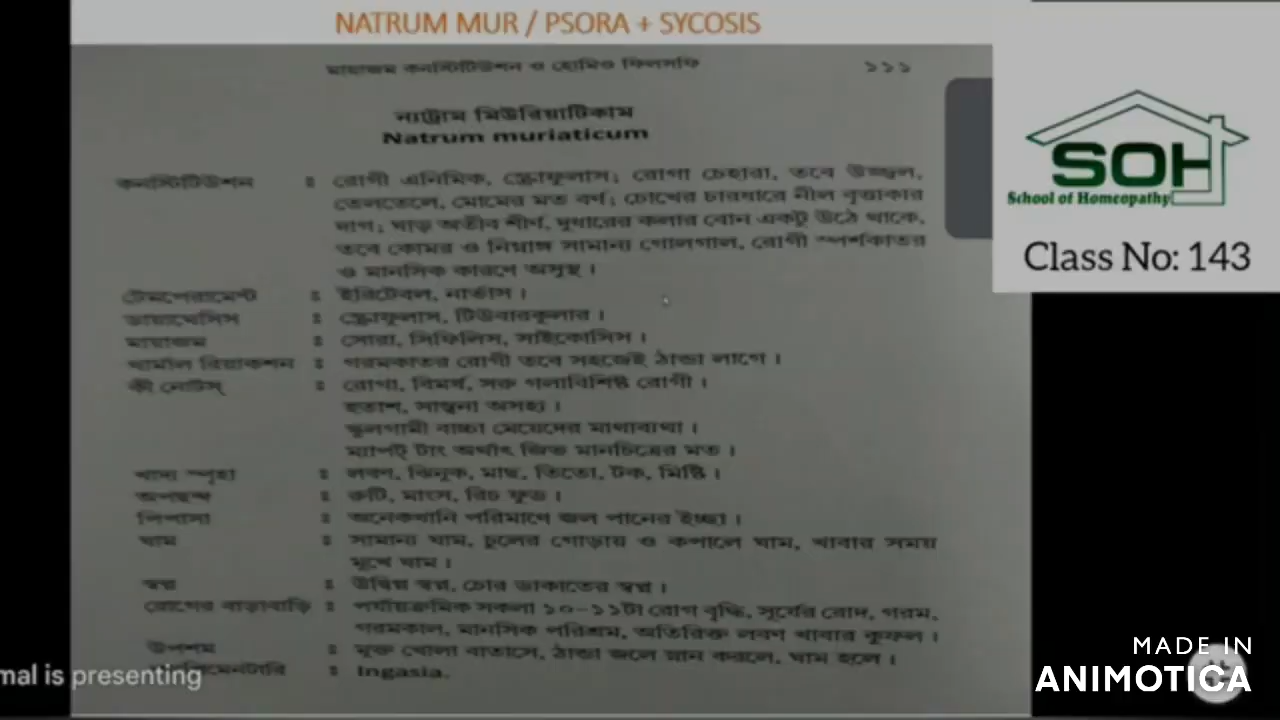 NATRUM MUR / PSORA + SYCOSIS
মায়াজম কনস্টিটিউশন ও হোমিও ফিলসফি ১১১
SOH
School of Homeopathy
Class No: 143
ন্যাট্রাম মিউরিয়াটিকাম
Natrum muriaticum
কনস্টিটিউশন : রোগী এনিমিক, স্ক্রোফুলাস; রোগা চেহারা, তবে উজ্জ্বল,
তেলতেলে, মোমের মত বর্ণ; চোখের চারধারে নীল বৃত্তাকার
দাগ; ঘাড় অতীব শীর্ণ, দুধারের কলার বোন একটু উঠে থাকে,
তবে কোমর ও নিম্নাঙ্গ সামান্য গোলগাল, রোগী স্পর্শকাতর
ও মানসিক কারণে অসুস্থ।
টেমপেরামেন্ট : ইরিটেবল, নার্ভাস।
ডায়াথেসিস : স্ক্রোফুলাস, টিউবারকুলার।
মায়াজম : সোরা, সিফিলিস, সাইকোসিস।
থার্মাল রিয়াকশন : গরমকাতর রোগী তবে সহজেই ঠাণ্ডা লাগে।
কী নোটস্ : রোগা, বিমর্ষ, সরু গলাবিশিষ্ট রোগী।
হতাশ, সান্ত্বনা অসহ্য।
স্কুলগামী বাচ্চা মেয়েদের মাথাব্যথা।
ম্যাপট্ টাং অর্থাৎ জিভ মানচিত্রের মত।
খাদ্য স্পৃহা : লবণ, ঝিনুক, মাছ, তিতো, টক, মিষ্টি।
অপছন্দ : রুটি, মাংস, রিচ ফুড।
পিপাসা : অনেকখানি পরিমাণে জল পানের ইচ্ছা।
ঘাম : সামান্য ঘাম, চুলের গোড়ায় ও কপালে ঘাম, খাবার সময়
মুখে ঘাম।
স্বপ্ন : উদ্বিগ্ন স্বপ্ন, চোর ডাকাতের স্বপ্ন।
রোগের বাড়াবাড়ি : পর্যায়ক্রমিক সকলা ১০-১১টা রোগ বৃদ্ধি, সূর্যের রোদ, গরম,
গরমকাল, মানসিক পরিশ্রম, অতিরিক্ত লবণ খাবার কুফল।
উপশম : মুক্ত খোলা বাতাসে, ঠাণ্ডা জলে স্নান করলে, ঘাম হলে।
: Ingasia.
mal is presenting
MADE IN
ANIMOTICA